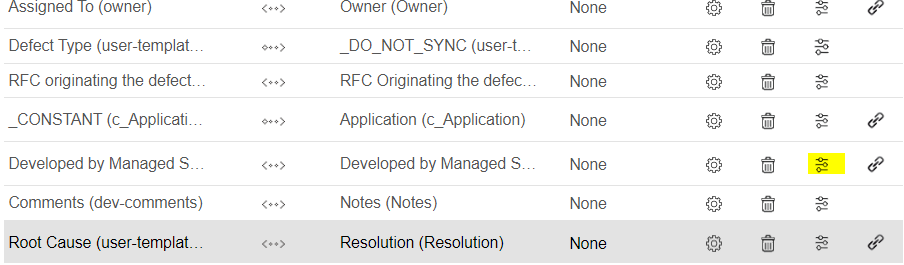 Assigned To (owner) Owner (Owner) None
Defect Type (user-templat... _DO_NOT_SYNC (user-t... None
RFC originating the defect... RFC Originating the defec... None
_CONSTANT (c_Applicati... Application (c_Application) None
Developed by Managed S... Developed by Managed S... None
Comments (dev-comments) Notes (Notes) None
Root Cause (user-templat... Resolution (Resolution) None